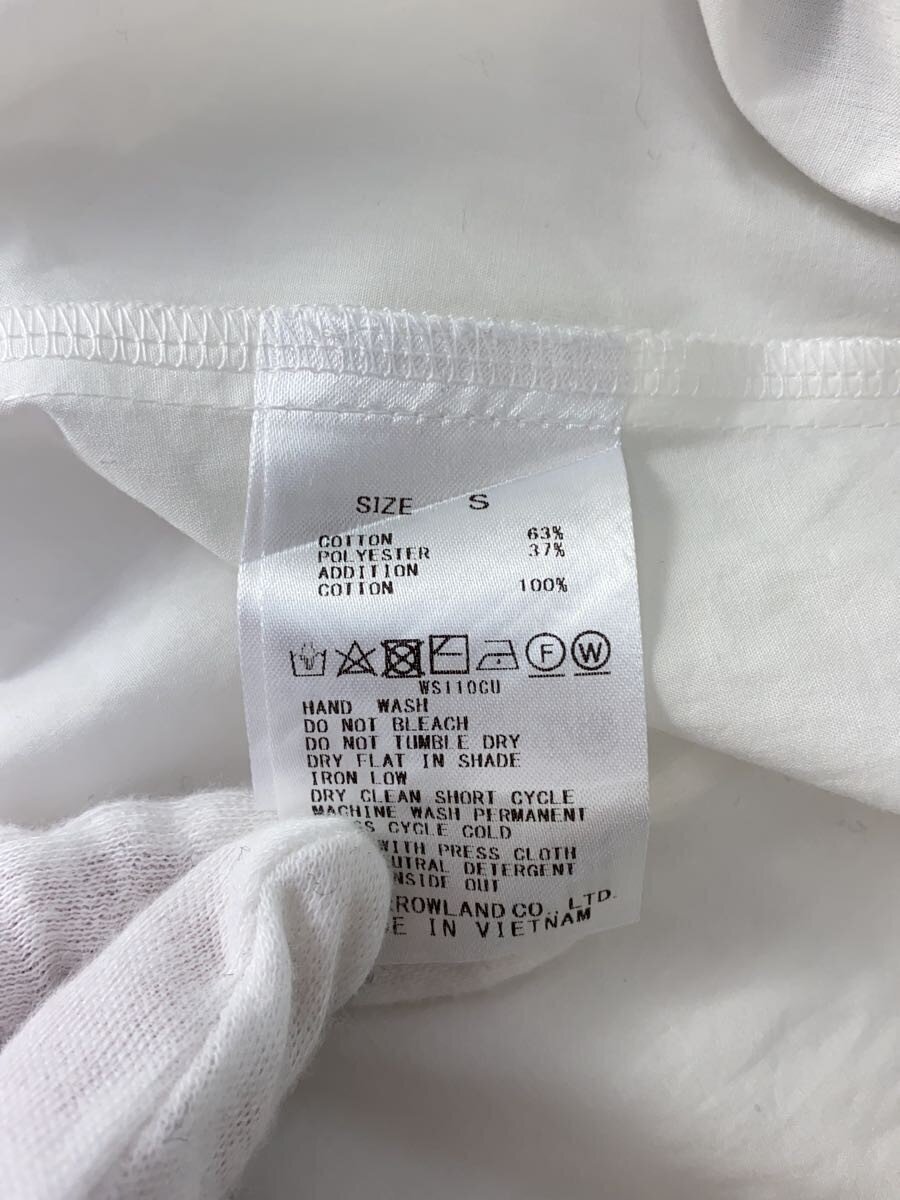 SIZE S
COTTON 63%
POLYESTER 37%
ADDITION
COTTON 100%
F W
WS110CU
HAND WASH
DO NOT BLEACH
DO NOT TUMBLE DRY
DRY FLAT IN SHADE
IRON LOW
DRY CLEAN SHORT CYCLE
MACHINE WASH PERMANENT
CYCLE COLD
WITH PRESS CLOTH
DETERGENT
INSIDE OUT
CO., LTD.
IN VIETNAM